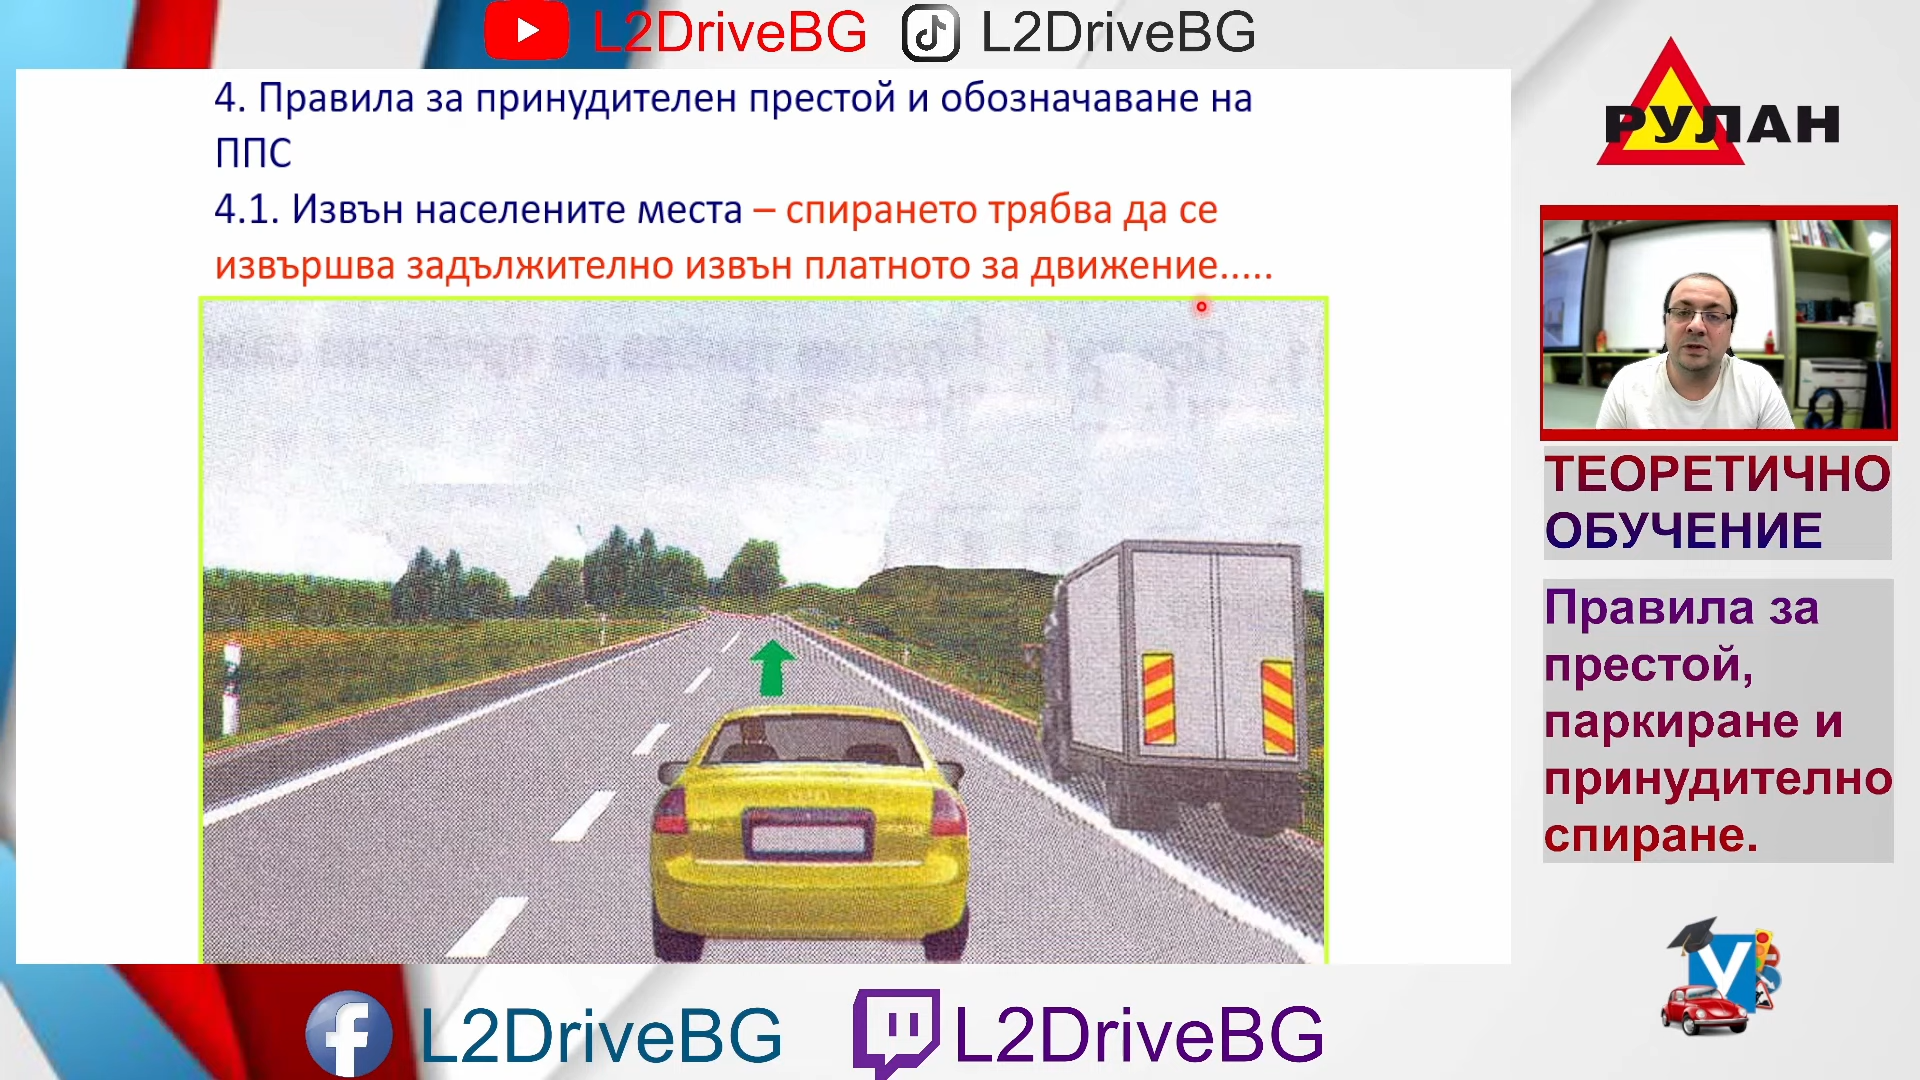 L2DriveBG L2DriveBG
4. Правила за принудителен престой и обозначаване на
ППС
4.1. Извън населените места – спирането трябва да се
извършва задължително извън платното за движение.....
РУЛАН
ТЕОРЕТИЧНО
ОБУЧЕНИЕ
Правила за
престой,
паркиране и
принудително
спиране.
L2DriveBG L2DriveBG